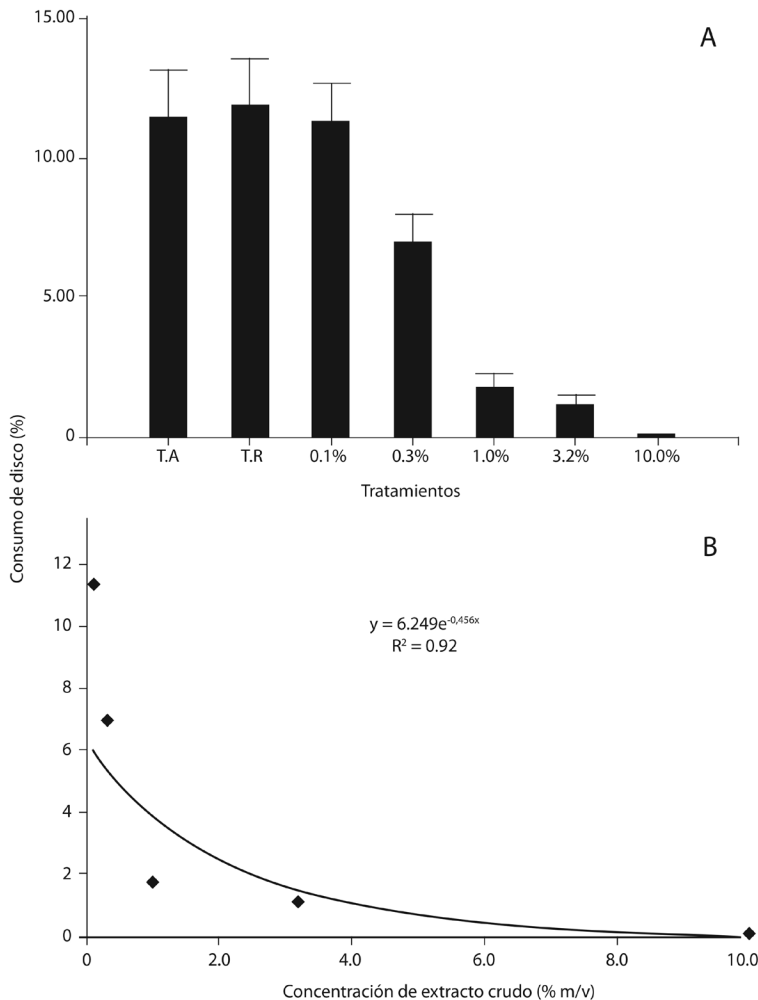 15.00
A
10.00
5.00
0
T.A T.R 0.1% 0.3% 1.0% 3.2% 10.0%
Tratamientos
Consumo de disco (%)
B
12
y = 6.249e^-0,456x
R² = 0.92
10
8
6
4
2
0
0 2.0 4.0 6.0 8.0 10.0
Concentración de extracto crudo (% m/v)